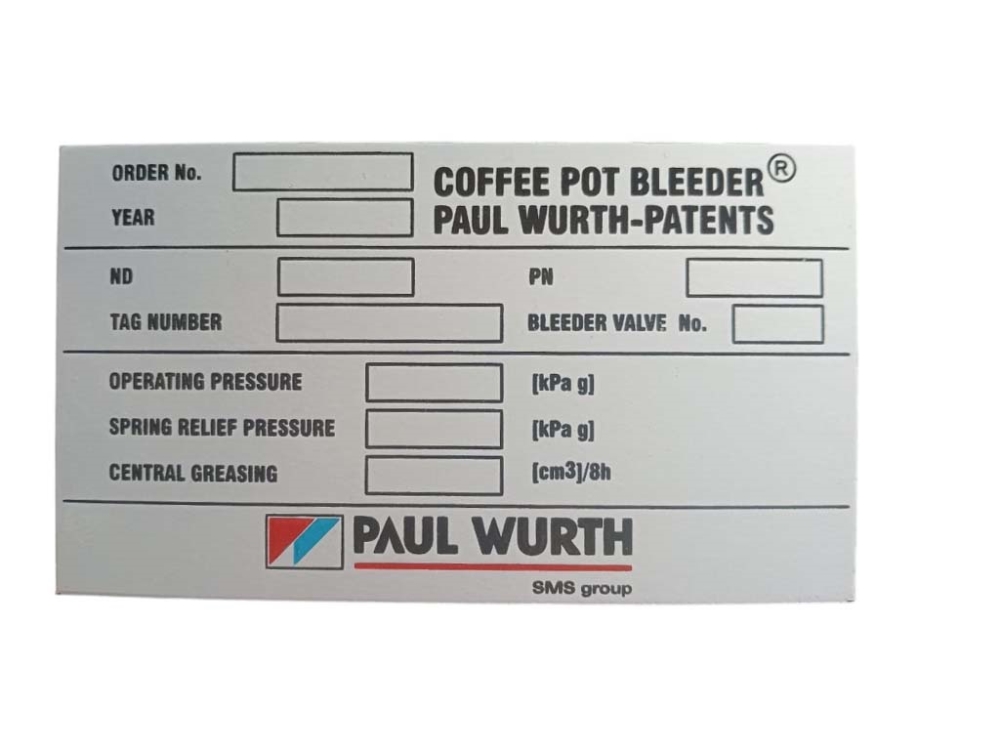 ORDER No.
COFFEE POT BLEEDER®
YEAR
PAUL WURTH-PATENTS
ND
PN
TAG NUMBER
BLEEDER VALVE No.
OPERATING PRESSURE [kPa g]
SPRING RELIEF PRESSURE [kPa g]
CENTRAL GREASING [cm3]/8h
PAUL WURTH
SMS group